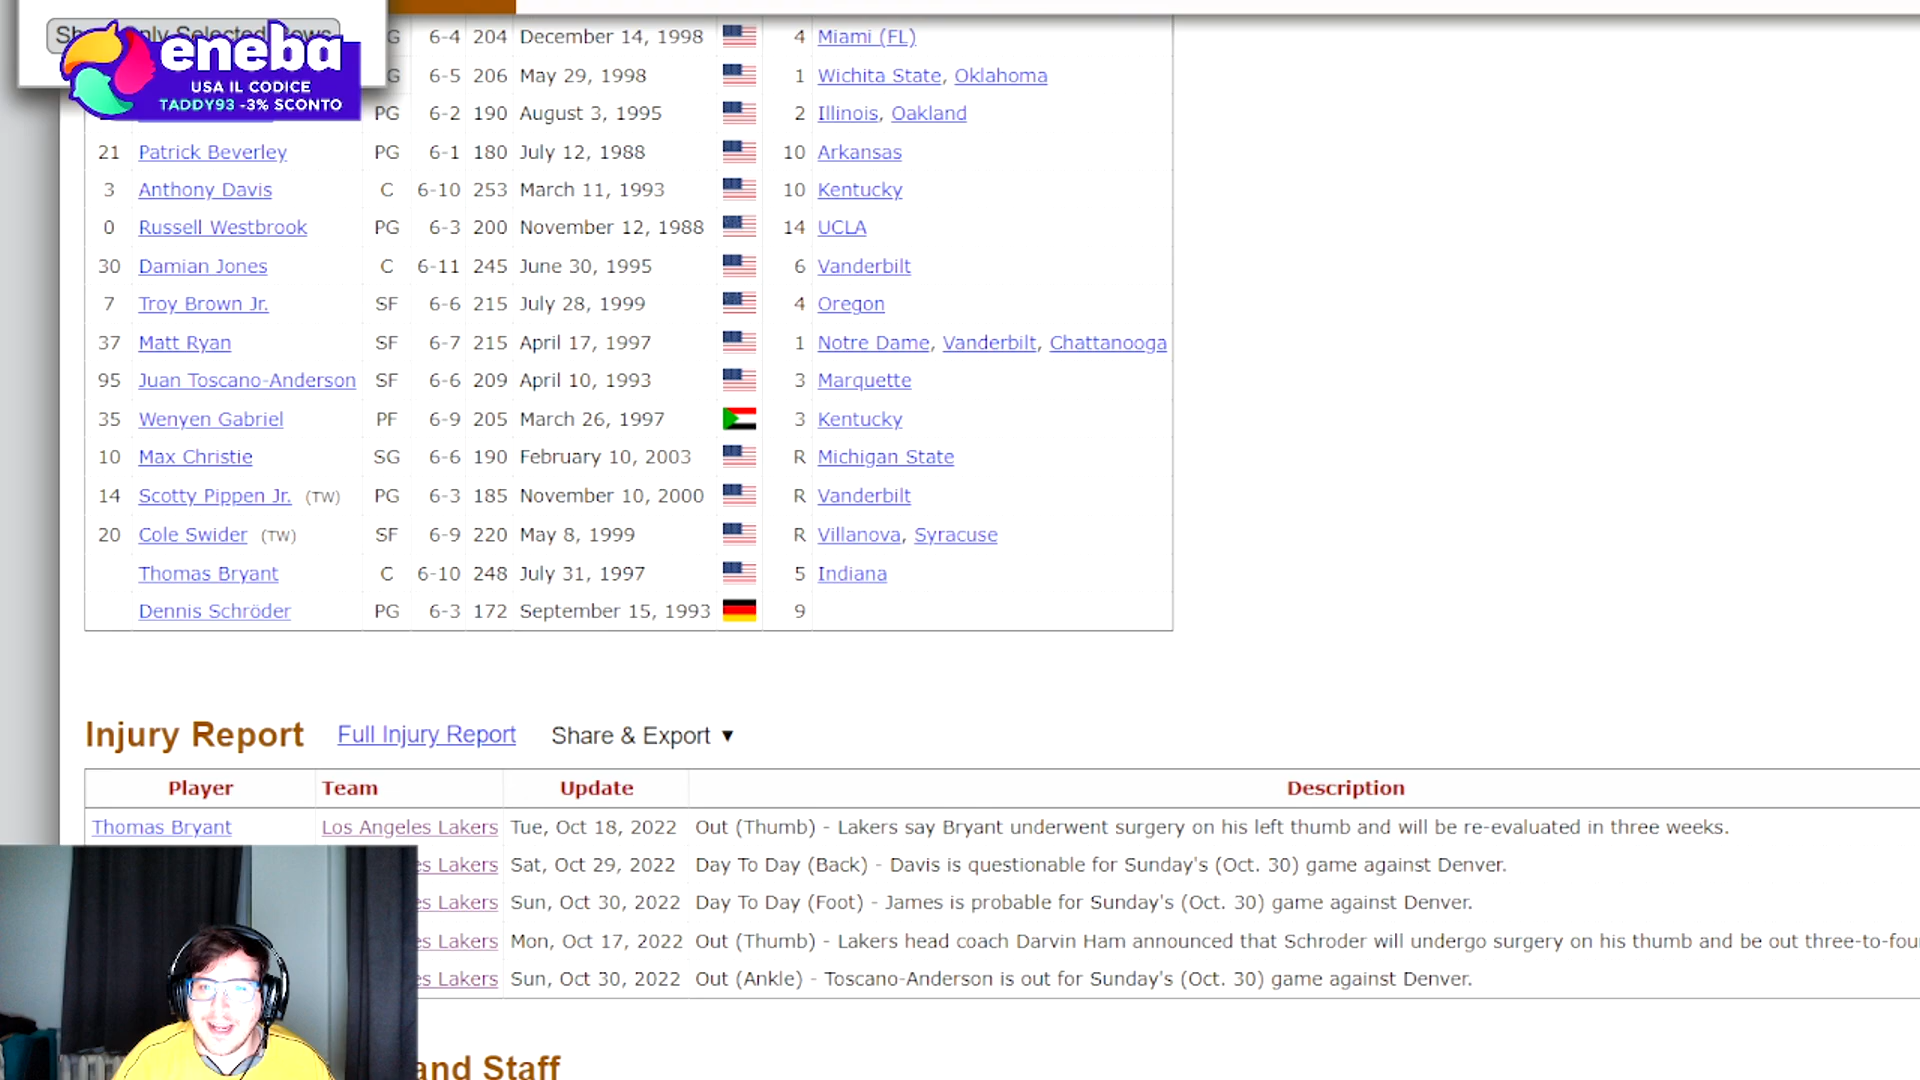 eneba
USA IL CODICE
TADDY93 -3% SCONTO
6-4 204 December 14, 1998 4 Miami (FL)
6-5 206 May 29, 1998 1 Wichita State, Oklahoma
PG 6-2 190 August 3, 1995 2 Illinois, Oakland
21 Patrick Beverley PG 6-1 180 July 12, 1988 10 Arkansas
3 Anthony Davis C 6-10 253 March 11, 1993 10 Kentucky
0 Russell Westbrook PG 6-3 200 November 12, 1988 14 UCLA
30 Damian Jones C 6-11 245 June 30, 1995 6 Vanderbilt
7 Troy Brown Jr. SF 6-6 215 July 28, 1999 4 Oregon
37 Matt Ryan SF 6-7 215 April 17, 1997 1 Notre Dame, Vanderbilt, Chattanooga
95 Juan Toscano-Anderson SF 6-6 209 April 10, 1993 3 Marquette
35 Wenyen Gabriel PF 6-9 205 March 26, 1997 3 Kentucky
10 Max Christie SG 6-6 190 February 10, 2003 R Michigan State
14 Scotty Pippen Jr. (TW) PG 6-3 185 November 10, 2000 R Vanderbilt
20 Cole Swider (TW) SF 6-9 220 May 8, 1999 R Villanova, Syracuse
Thomas Bryant C 6-10 248 July 31, 1997 5 Indiana
Dennis Schröder PG 6-3 172 September 15, 1993 9
Injury Report Full Injury Report Share & Export ▼
Player Team Update Description
Thomas Bryant Los Angeles Lakers Tue, Oct 18, 2022 Out (Thumb) - Lakers say Bryant underwent surgery on his left thumb and will be re-evaluated in three weeks.
es Lakers Sat, Oct 29, 2022 Day To Day (Back) - Davis is questionable for Sunday's (Oct. 30) game against Denver.
es Lakers Sun, Oct 30, 2022 Day To Day (Foot) - James is probable for Sunday's (Oct. 30) game against Denver.
es Lakers Mon, Oct 17, 2022 Out (Thumb) - Lakers head coach Darvin Ham announced that Schroder will undergo surgery on his thumb and be out three-to-fou
es Lakers Sun, Oct 30, 2022 Out (Ankle) - Toscano-Anderson is out for Sunday's (Oct. 30) game against Denver.
and Staff